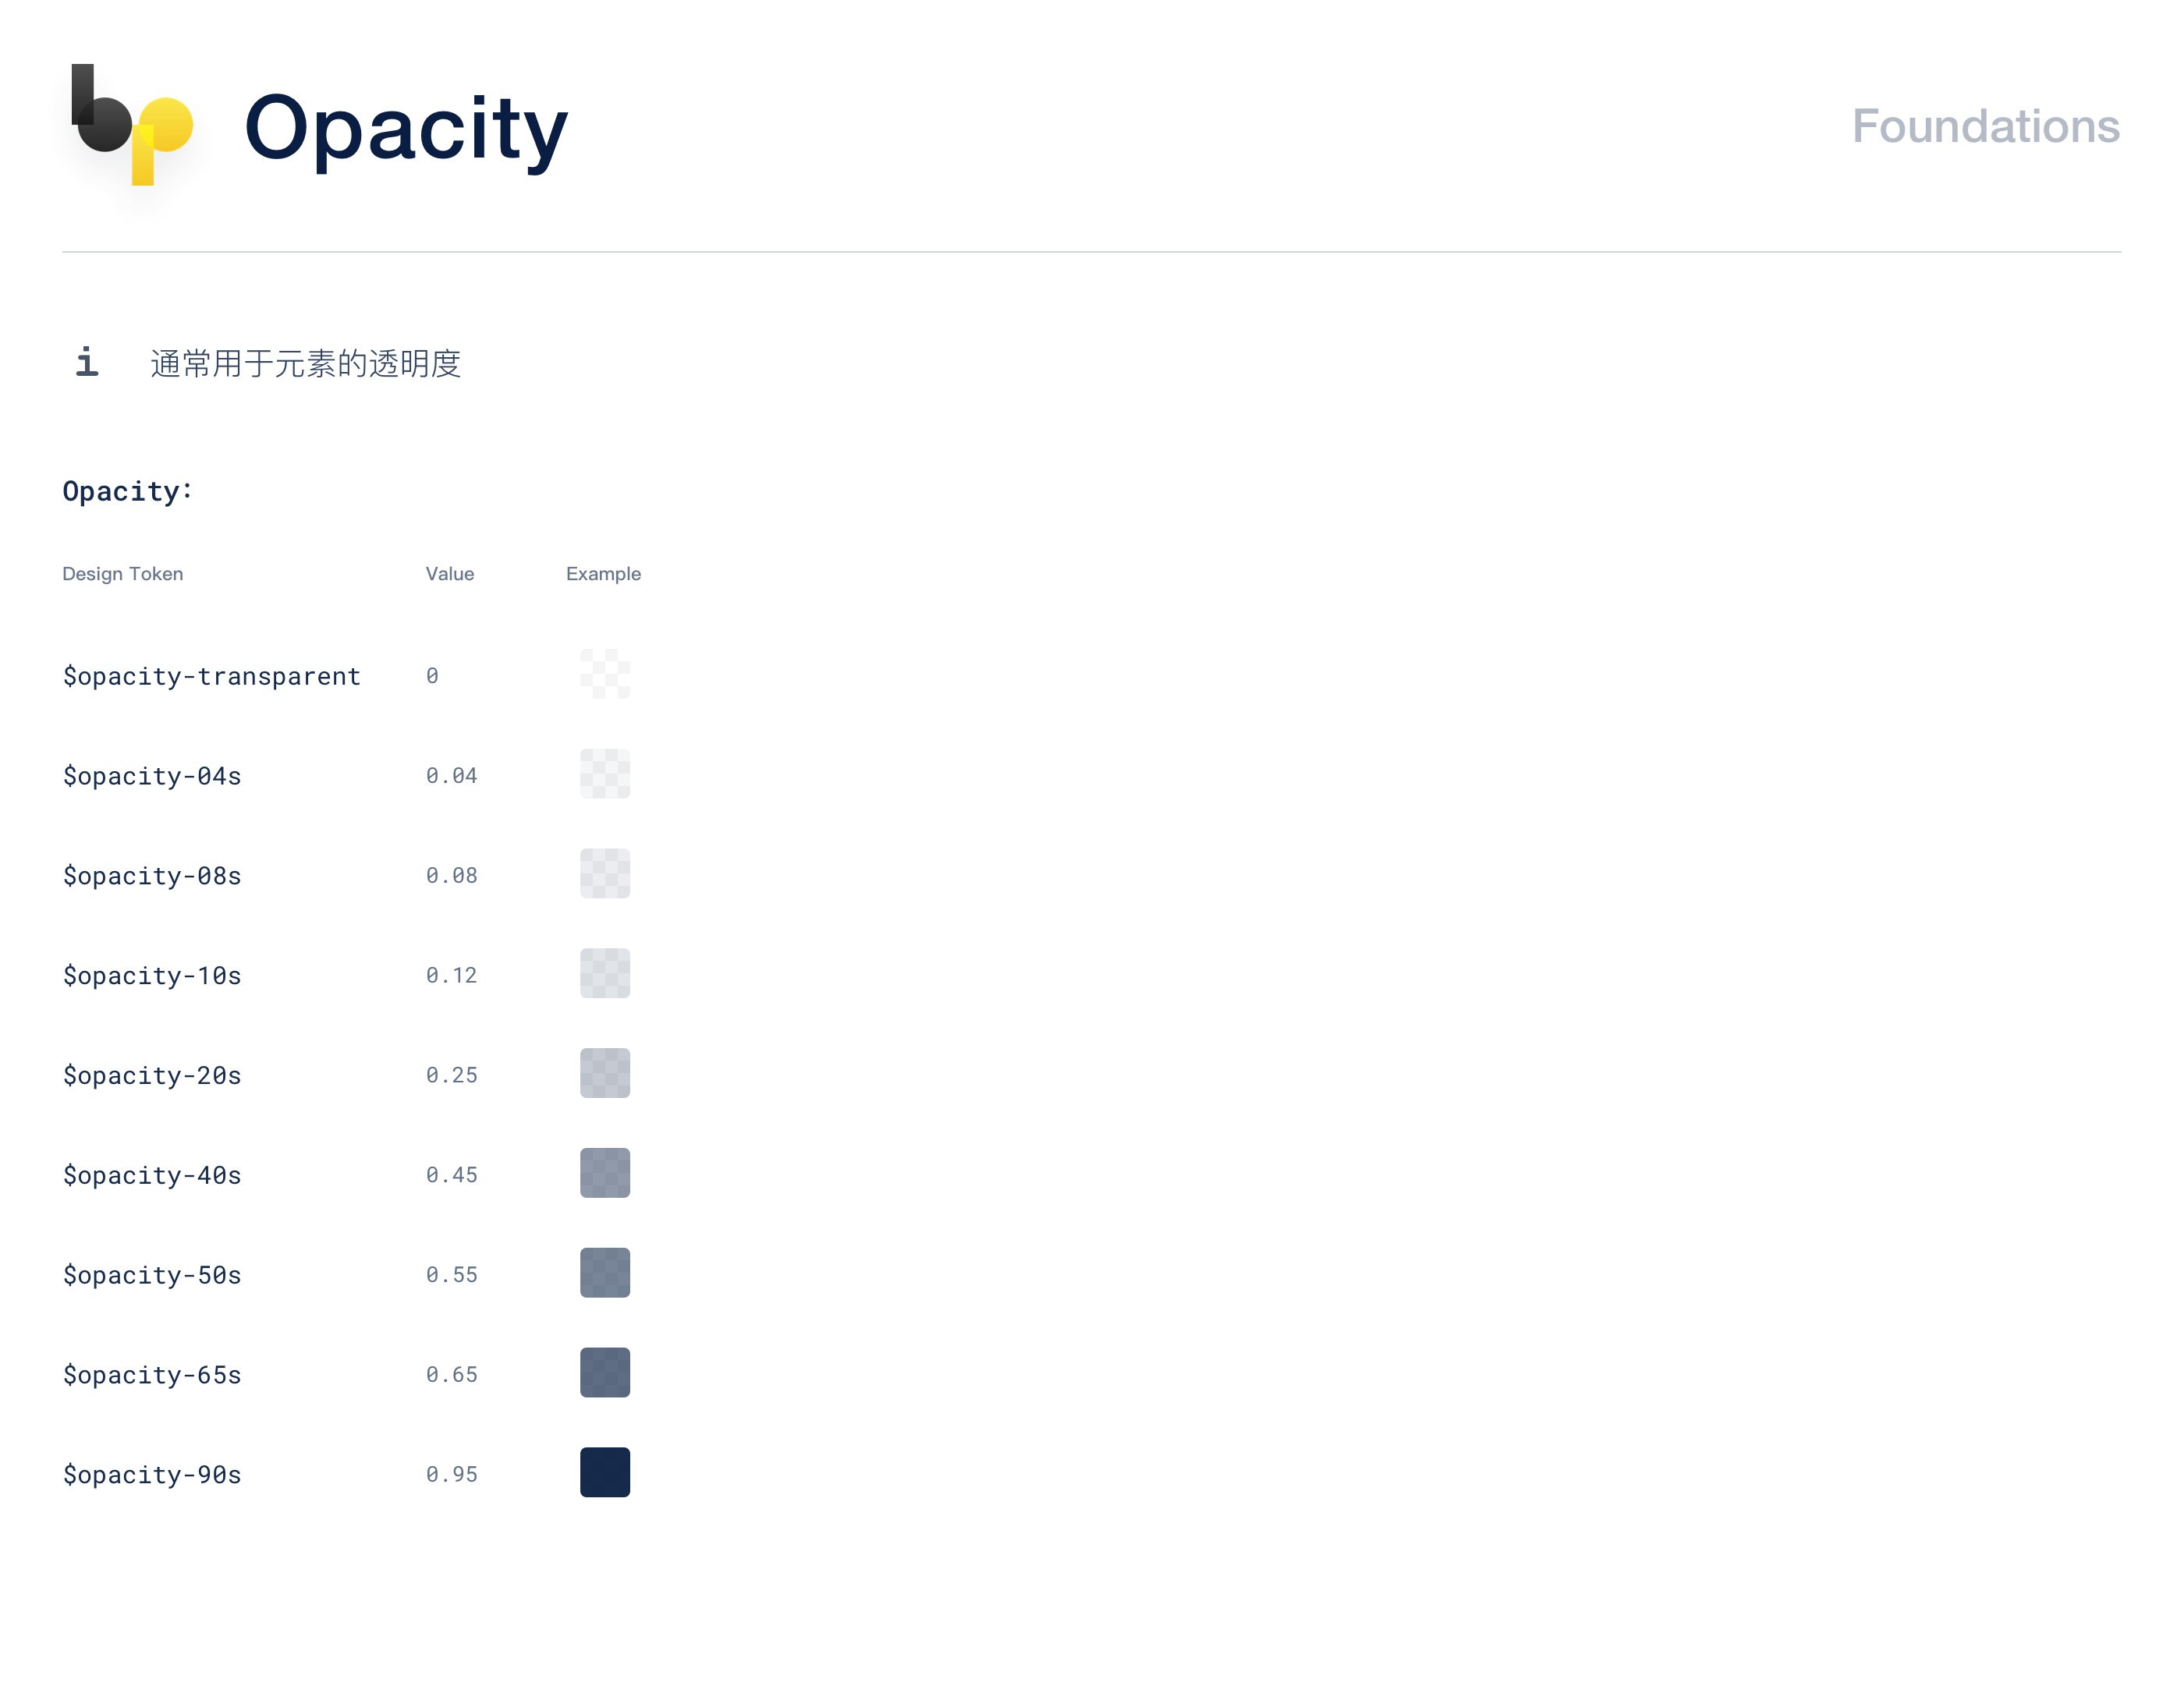 bp
Opacity
Foundations
i 通常用于元素的透明度
Opacity:
Design Token Value Example
$opacity-transparent 0
$opacity-04s 0.04
$opacity-08s 0.08
$opacity-10s 0.12
$opacity-20s 0.25
$opacity-40s 0.45
$opacity-50s 0.55
$opacity-65s 0.65
$opacity-90s 0.95